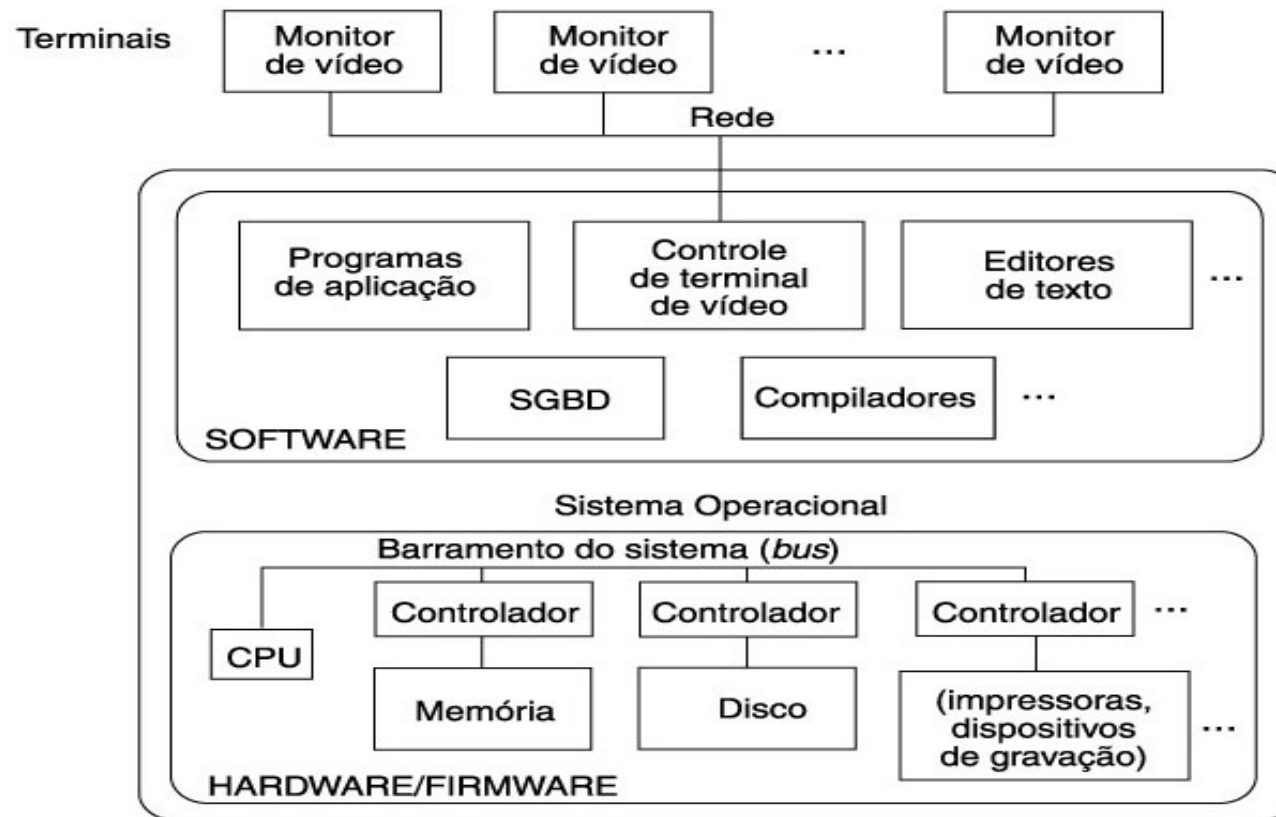 Terminais
Monitor
de vídeo
Monitor
de vídeo
...
Monitor
de vídeo
Rede
Programas
de aplicação
Controle
de terminal
de vídeo
Editores
de texto
...
SGBD
Compiladores
...
SOFTWARE
Sistema Operacional
Barramento do sistema (bus)
Controlador
Controlador
Controlador
...
CPU
Memória
Disco
(impressoras,
dispositivos
de gravação)
...
HARDWARE/FIRMWARE